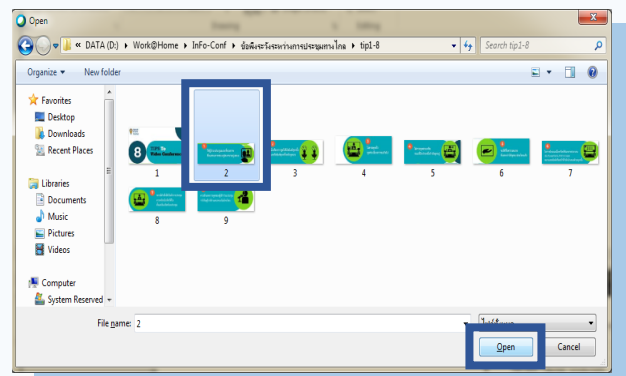 Open
« DATA (D:) ▸ Work@Home ▸ InFo-Conf ▸ ข้อพึงระวังระหว่างการประชุมทางไกล ▸ tip1-8
Search tip1-8
Organize
New folder
Favorites
Desktop
Downloads
Recent Places
Libraries
Documents
Music
Pictures
Videos
Computer
System Reserved
8
1
2
3
4
5
6
7
8
9
File name: 2
Open
Cancel